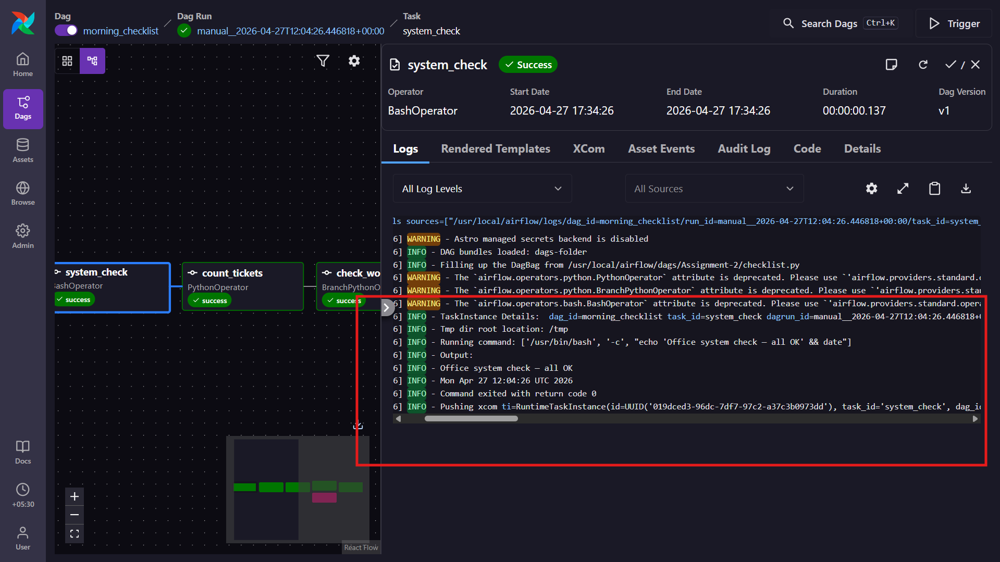 Dag
morning_checklist
Dag Run
manual__2026-04-27T12:04:26.446818+00:00
Task
system_check
Search Dags
Ctrl+K
Trigger
Home
Dags
Assets
Browse
Admin
Docs
+05:30
User
system_check
BashOperator
success
count_tickets
PythonOperator
success
check_wo
BranchPythonO
success
React Flow
system_check
Success
/
Operator
Start Date
End Date
Duration
Dag Version
BashOperator
2026-04-27 17:34:26
2026-04-27 17:34:26
00:00:00.137
v1
Logs
Rendered Templates
XCom
Asset Events
Audit Log
Code
Details
All Log Levels
All Sources
ls sources=["/usr/local/airflow/logs/dag_id=morning_checklist/run_id=manual__2026-04-27T12:04:26.446818+00:00/task_id=system_
6] WARNING - Astro managed secrets backend is disabled
6] INFO - DAG bundles loaded: dags-folder
6] INFO - Filling up the DagBag from /usr/local/airflow/dags/Assignment-2/checklist.py
6] WARNING - The `airflow.operators.python.PythonOperator` attribute is deprecated. Please use `'airflow.providers.standard.
6] WARNING - The `airflow.operators.python.BranchPythonOperator` attribute is deprecated. Please use `'airflow.providers.stan
6] WARNING - The `airflow.operators.bash.BashOperator` attribute is deprecated. Please use `'airflow.providers.standard.opera
6] INFO - TaskInstance Details: dag_id=morning_checklist task_id=system_check dagrun_id=manual__2026-04-27T12:04:26.446818+
6] INFO - Tmp dir root location: /tmp
6] INFO - Running command: ['/usr/bin/bash', '-c', "echo 'Office system check – all OK' && date"]
6] INFO - Output:
6] INFO - Office system check – all OK
6] INFO - Mon Apr 27 12:04:26 UTC 2026
6] INFO - Command exited with return code 0
6] INFO - Pushing xcom ti=RuntimeTaskInstance(id=UUID('019dced3-96dc-7df7-97c2-a37c3b0973dd'), task_id='system_check', dag_i